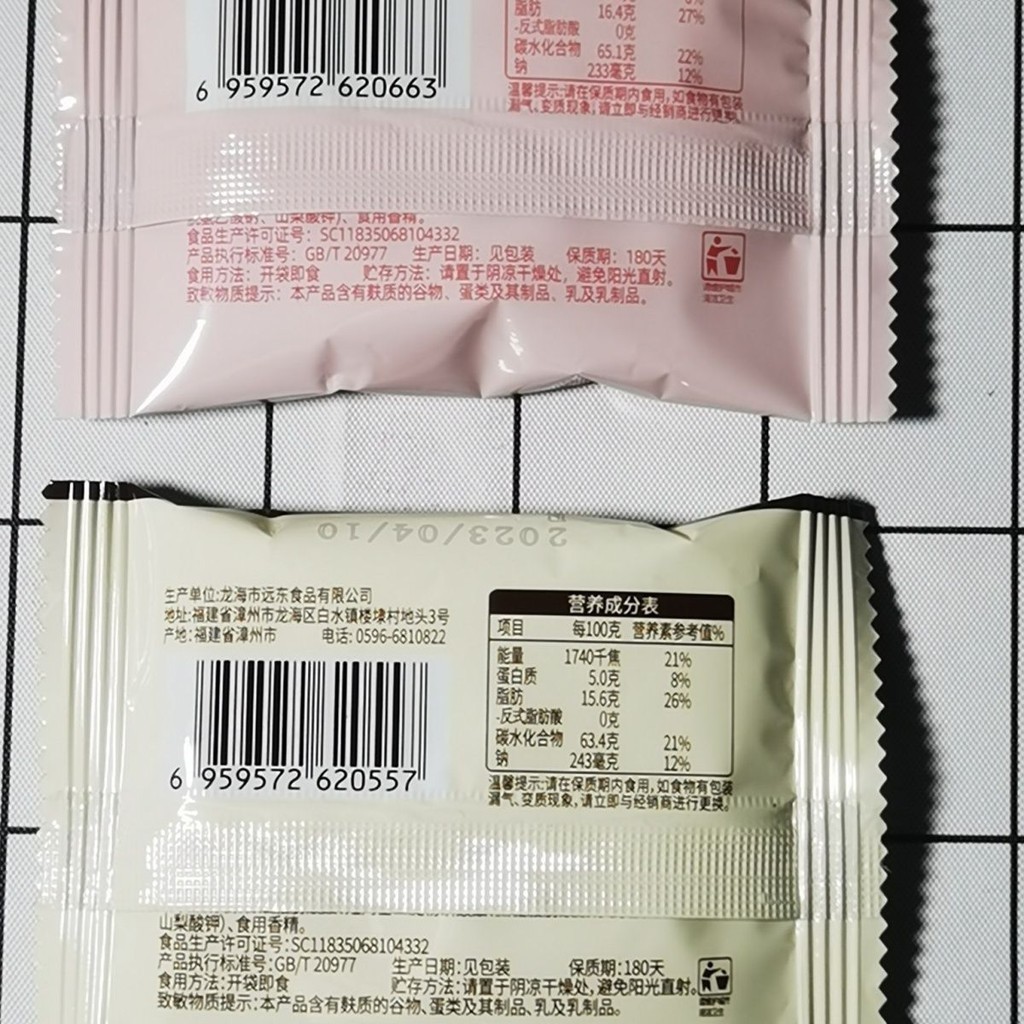 脂肪 16.4克 27%
-反式脂肪酸 0克
碳水化合物 65.1克 22%
钠 233毫克 12%
温馨提示:请在保质期内食用,如食物有包装
漏气、变质现象,请立即与经销商进行更换。
6 959572 620663
山梨酸钾)、食用香精。
食品生产许可证号：SC11835068104332
产品执行标准号：GB/T 20977 生产日期：见包装 保质期：180天
食用方法：开袋即食 贮存方法：请置于阴凉干燥处，避免阳光直射。
致敏物质提示：本产品含有麸质的谷物、蛋类及其制品、乳及乳制品。
2023/04/10
生产单位:龙海市远东食品有限公司
地址:福建省漳州市龙海区白水镇楼埭村地头3号
产地:福建省漳州市 电话: 0596-6810822
6 959572 620557
营养成分表
项目 每100克 营养素参考值%
能量 1740千焦 21%
蛋白质 5.0克 8%
脂肪 15.6克 26%
-反式脂肪酸 0克
碳水化合物 63.4克 21%
钠 243毫克 12%
温馨提示:请在保质期内食用,如食物有包装
漏气、变质现象,请立即与经销商进行更换。
山梨酸钾)、食用香精。
食品生产许可证号:SC11835068104332
产品执行标准号:GB/T 20977 生产日期:见包装 保质期:180天
食用方法:开袋即食 贮存方法:请置于阴凉干燥处,避免阳光直射。
致敏物质提示:本产品含有麸质的谷物、蛋类及其制品、乳及乳制品。